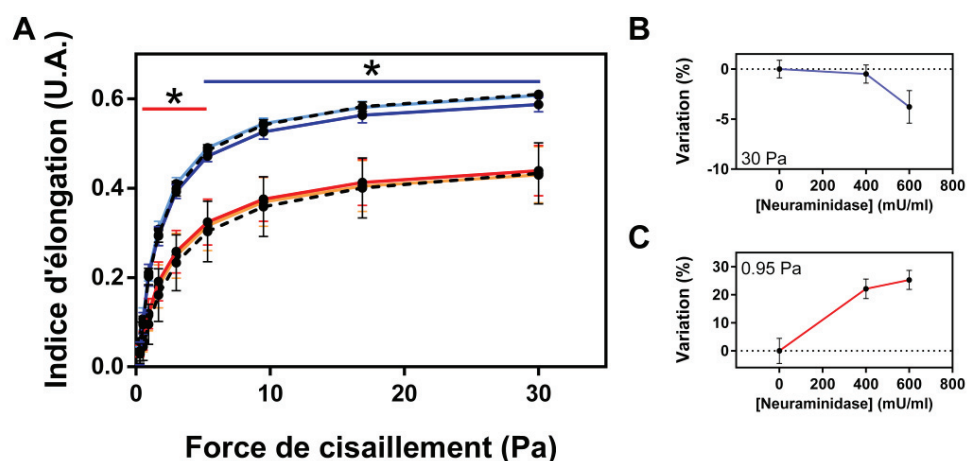 A
Indice d'élongation (U.A.)
0.6
0.4
0.2
0.0
*
*
0
10
20
30
Force de cisaillement (Pa)
B
Variation (%)
0
-5
-10
30 Pa
0 200 400 600 800
[Neuraminidase] (mU/ml)
C
Variation (%)
30
20
10
0
0.95 Pa
0 200 400 600 800
[Neuraminidase] (mU/ml)